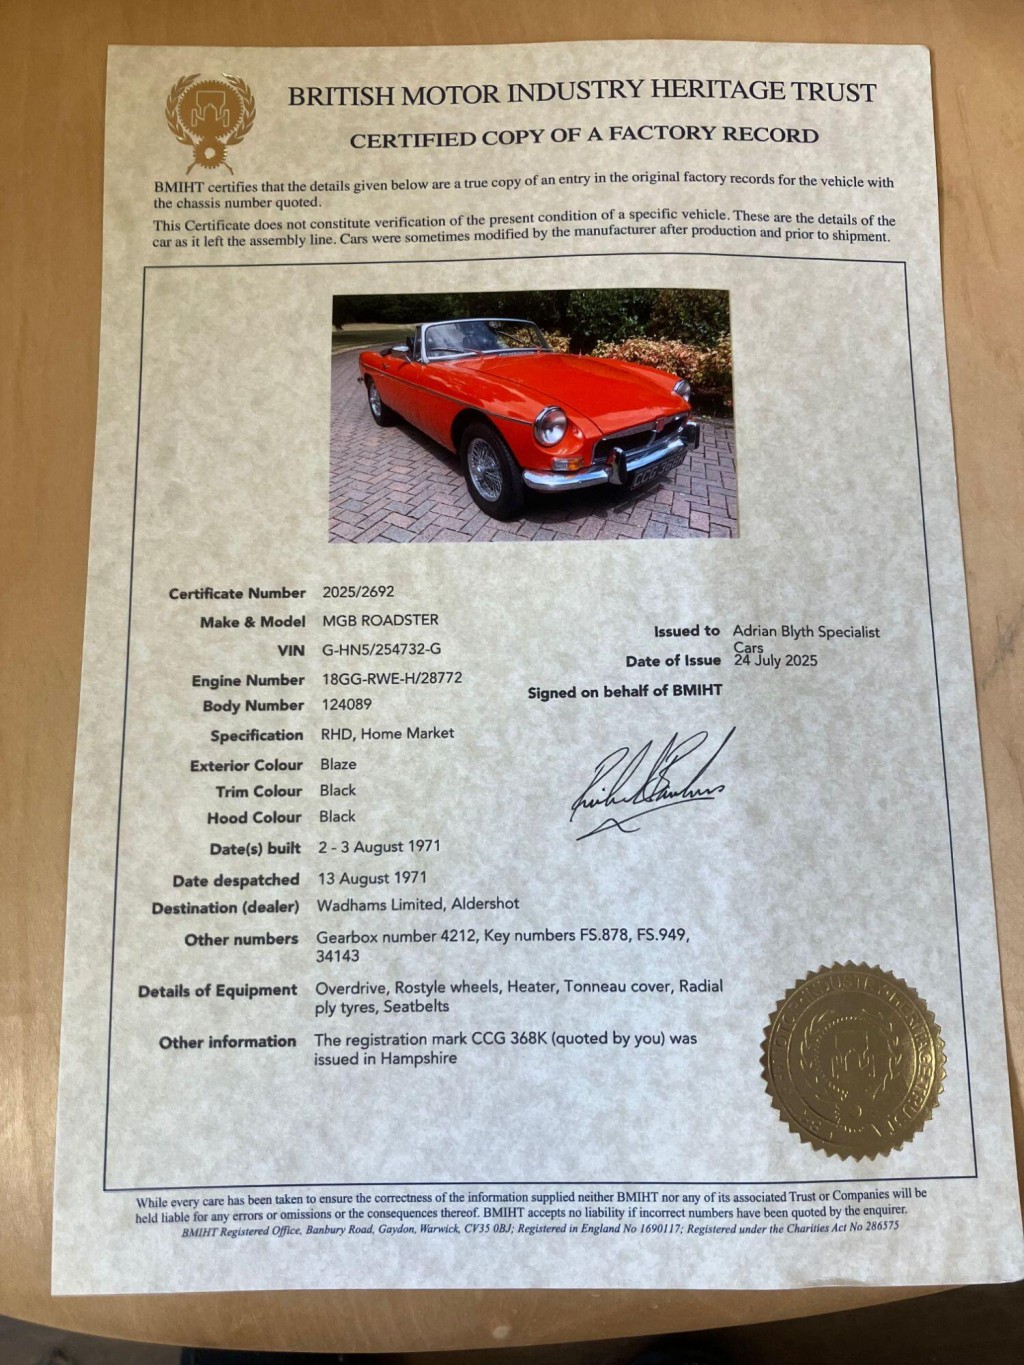 BRITISH MOTOR INDUSTRY HERITAGE TRUST
CERTIFIED COPY OF A FACTORY RECORD
BMIHT certifies that the details given below are a true copy of an entry in the original factory records for the vehicle with
the chassis number quoted.
This Certificate does not constitute verification of the present condition of a specific vehicle. These are the details of the
car as it left the assembly line. Cars were sometimes modified by the manufacturer after production and prior to shipment.
Certificate Number 2025/2692
Make & Model MGB ROADSTER
VIN G-HN5/254732-G
Engine Number 18GG-RWE-H/28772
Body Number 124089
Specification RHD, Home Market
Exterior Colour Blaze
Trim Colour Black
Hood Colour Black
Date(s) built 2 - 3 August 1971
Date despatched 13 August 1971
Destination (dealer) Wadhams Limited, Aldershot
Other numbers Gearbox number 4212, Key numbers FS.878, FS.949,
34143
Details of Equipment Overdrive, Rostyle wheels, Heater, Tonneau cover, Radial
ply tyres, Seatbelts
Other information The registration mark CCG 368K (quoted by you) was
issued in Hampshire
Issued to Adrian Blyth Specialist
Cars
Date of Issue 24 July 2025
Signed on behalf of BMIHT
While every care has been taken to ensure the correctness of the information supplied neither BMIHT nor any of its associated Trust or Companies will be
held liable for any errors or omissions or the consequences thereof. BMIHT accepts no liability if incorrect numbers have been quoted by the enquirer.
BMIHT Registered Office, Banbury Road, Gaydon, Warwick, CV35 0BJ; Registered in England No 1690117; Registered under the Charities Act No 286575